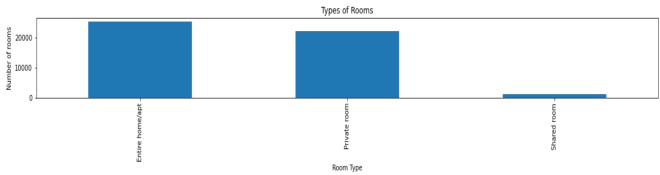 Types of Rooms
Number of rooms
20000
10000
0
Entire home/apt
Private room
Shared room
Room Type